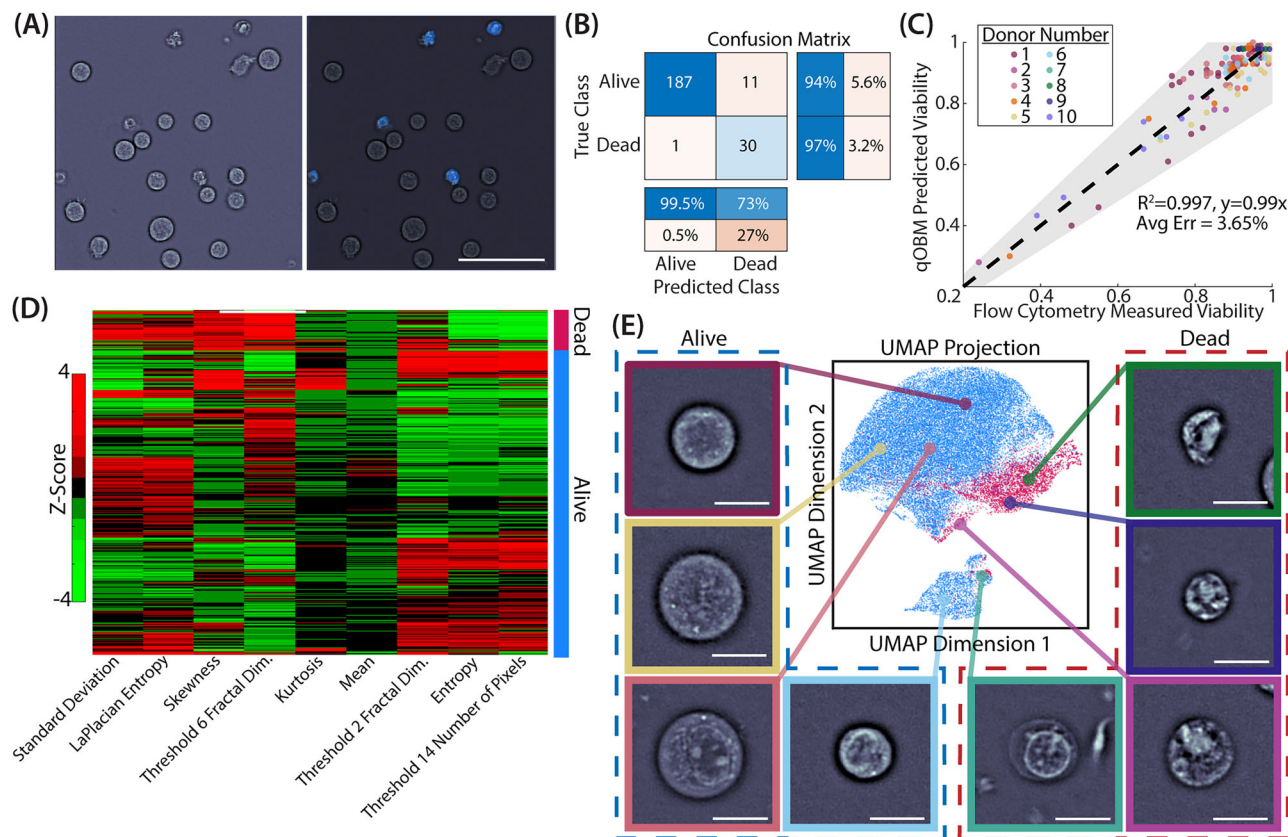 (A)
(B)
Confusion Matrix
True Class
Alive
187
11
94%
5.6%
Dead
1
30
97%
3.2%
99.5%
73%
0.5%
27%
Alive
Dead
Predicted Class
(C)
Donor Number
1
6
2
7
3
8
4
9
5
10
qOBM Predicted Viability
1
0.8
0.6
0.4
R²=0.997, y=0.99x
Avg Err = 3.65%
0.2
0.4
0.6
0.8
1
Flow Cytometry Measured Viability
(D)
4
Z-Score
-4
Dead
Alive
Standard Deviation
LaPlacian Entropy
Skewness
Threshold 6 Fractal Dim.
Kurtosis
Mean
Threshold 2 Fractal Dim.
Entropy
Threshold 14 Number of Pixels
(E)
Alive
Dead
UMAP Projection
UMAP Dimension 2
UMAP Dimension 1